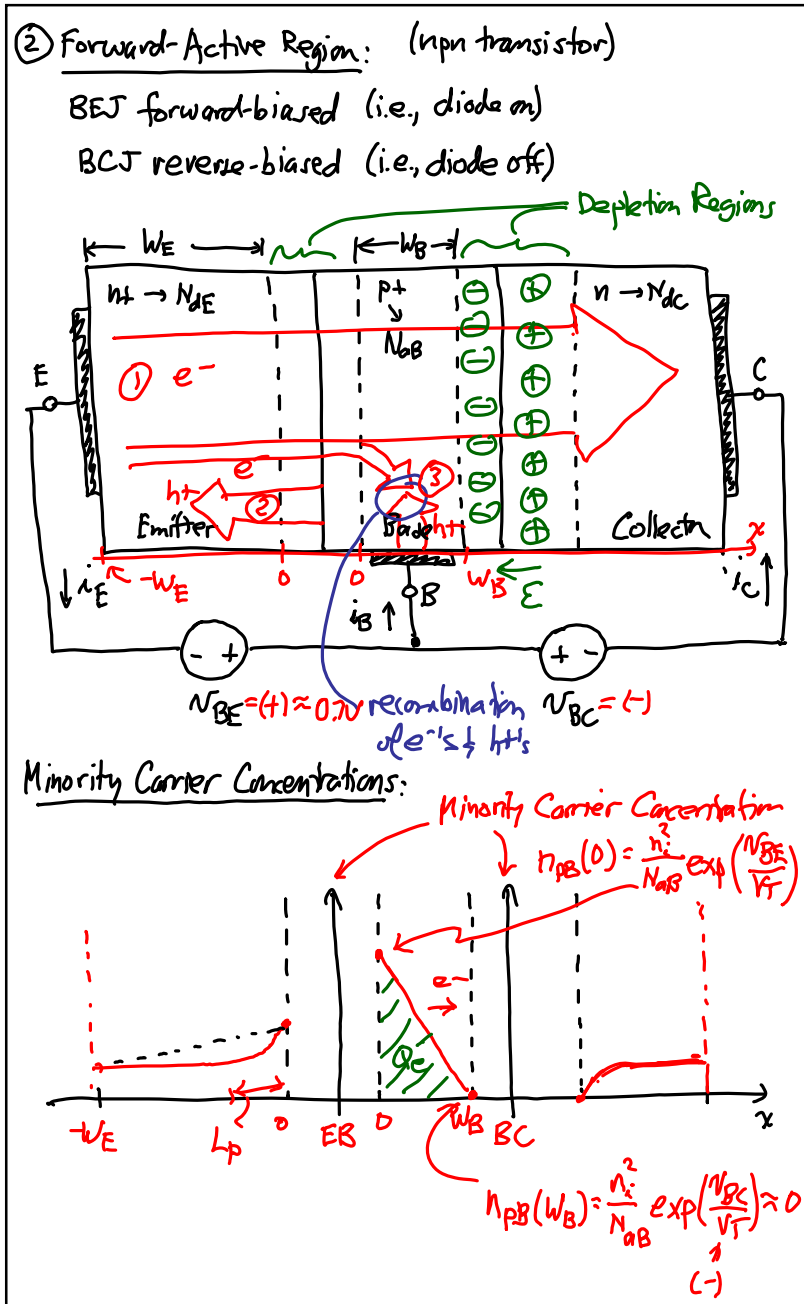 ② Forward-Active Region: (npn transistor)
BEJ forward-biased (i.e., diode on)
BCJ reverse-biased (i.e., diode off)
Depletion Regions
W_E
W_B
n+ → N_dE
p+
↓
N_aB
n → N_dC
E
① e⁻
C
e⁻
③
h+
②
Emitter
Base
h+
Collector
x
-W_E
0
0
W_B
ε
i_E
i_B
B
i_C
- +
+ -
v_BE = (+) ≈ 0.7V
recombination
of e⁻'s & h+'s
v_BC = (-)
Minority Carrier Concentrations:
Minority Carrier Concentration
n_pB(0) = n_i²/N_aB exp(v_BE/V_T)
e⁻
Q_e
-W_E
L_p
0
EB
0
W_B
BC
x
n_pB(W_B) = n_i²/N_aB exp(v_BC/V_T) ≈ 0
(-)